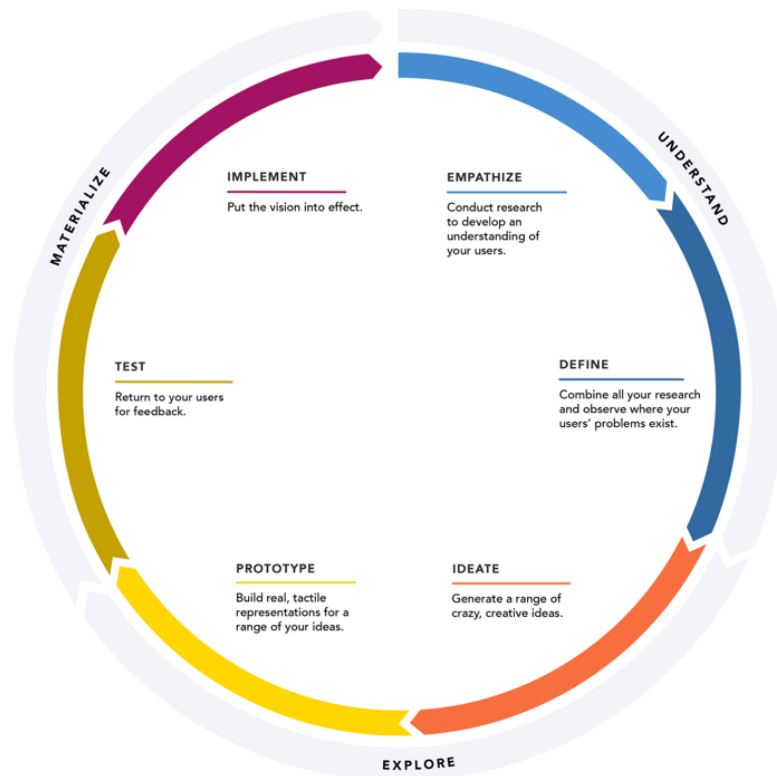 UNDERSTAND
EMPATHIZE
Conduct research
to develop an
understanding of
your users.
DEFINE
Combine all your research
and observe where your
users’ problems exist.
EXPLORE
IDEATE
Generate a range of
crazy, creative ideas.
PROTOTYPE
Build real, tactile
representations for a
range of your ideas.
MATERIALIZE
TEST
Return to your users
for feedback.
IMPLEMENT
Put the vision into effect.